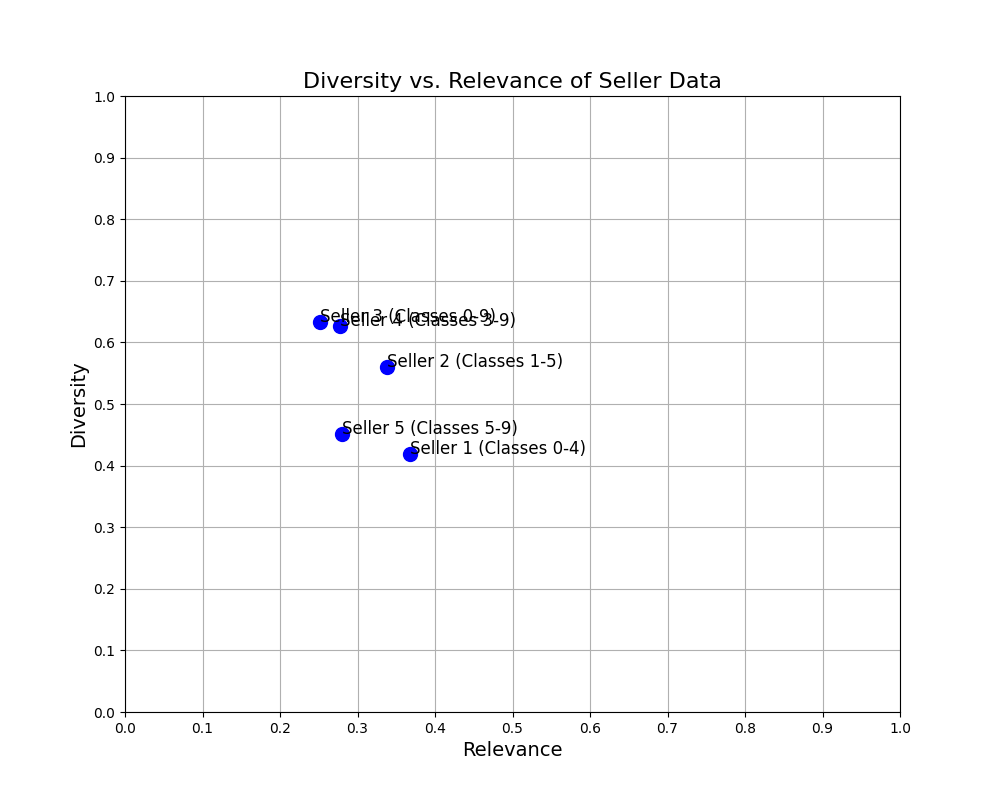 Diversity vs. Relevance of Seller Data
1.0
0.9
0.8
0.7
0.6
0.5
0.4
0.3
0.2
0.1
0.0
Diversity
Seller 3 (Classes 0-9)
Seller 4 (Classes 3-9)
Seller 2 (Classes 1-5)
Seller 5 (Classes 5-9)
Seller 1 (Classes 0-4)
0.0 0.1 0.2 0.3 0.4 0.5 0.6 0.7 0.8 0.9 1.0
Relevance